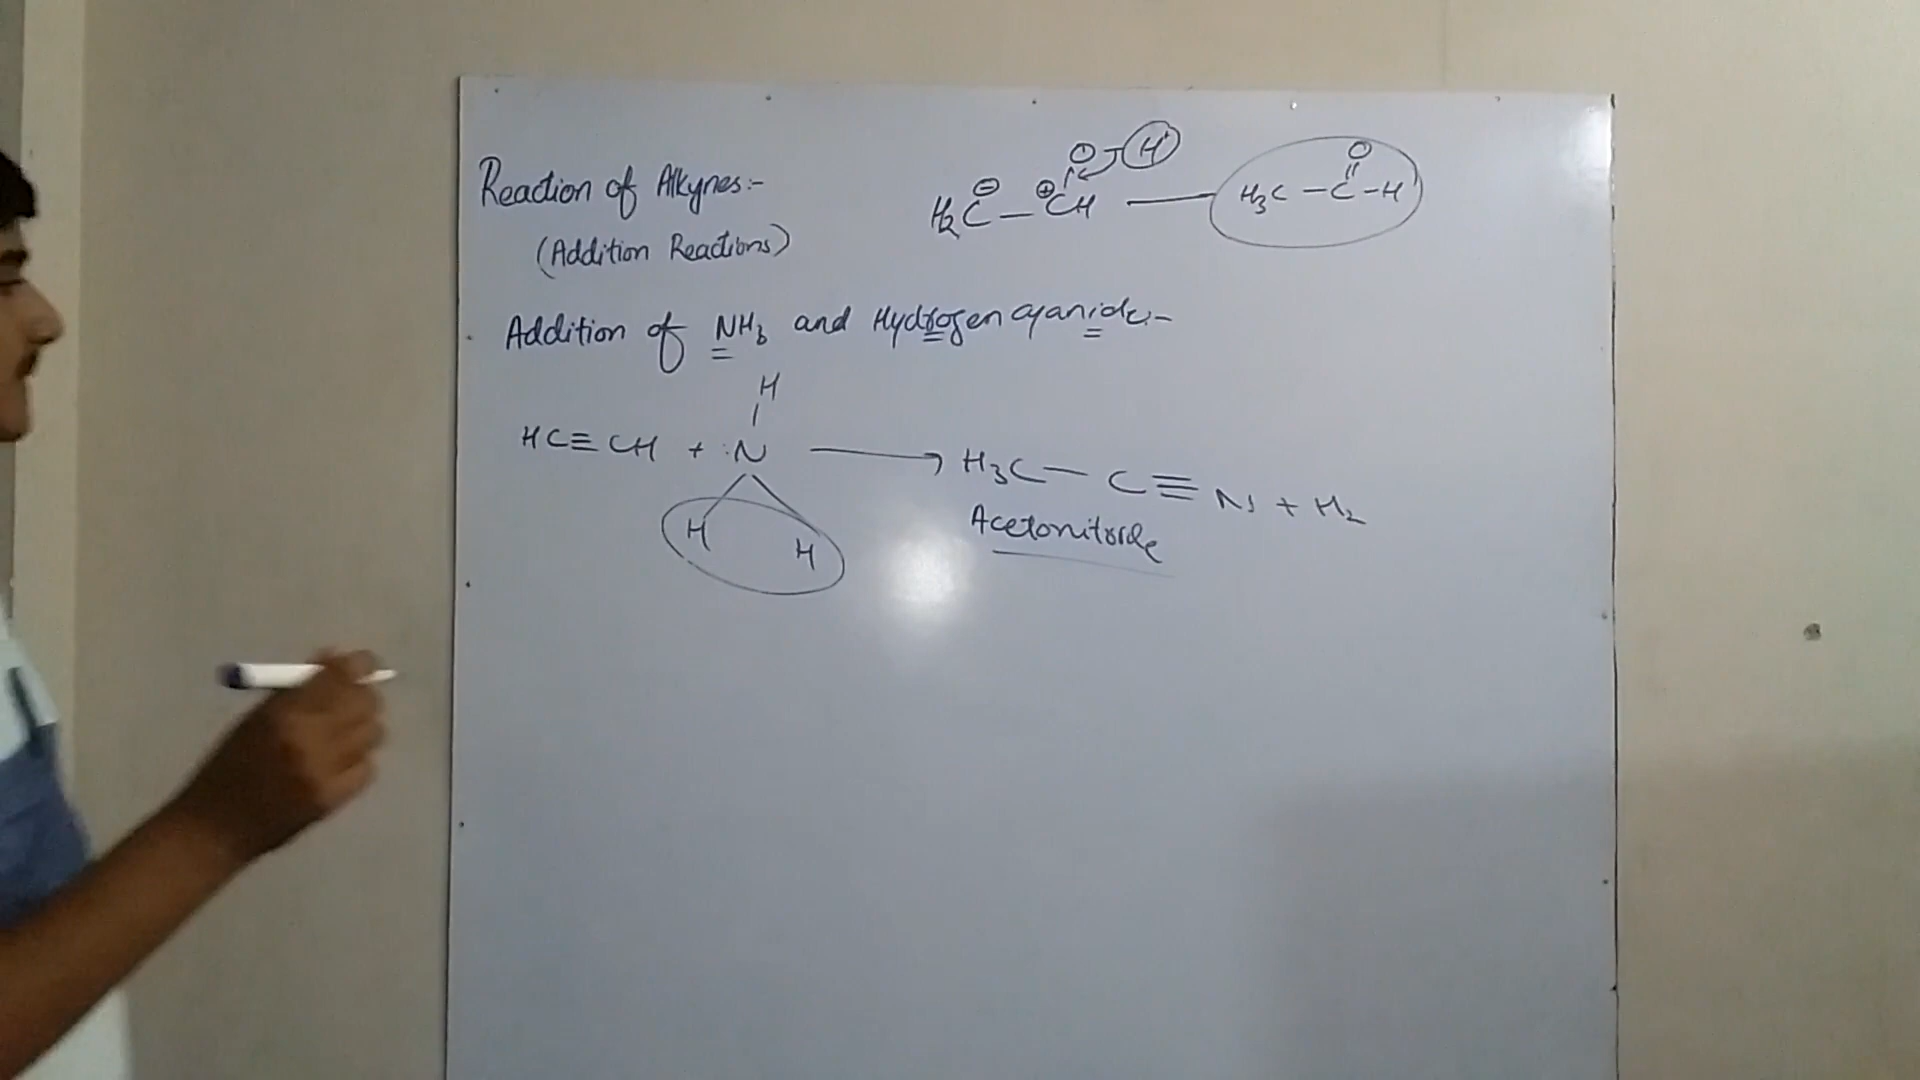 Reaction of Alkynes:-
(Addition Reactions)
H₂C⊖ — ⊕CH
O
H⁺
H₃C — C — H
O
Addition of NH₃ and Hydrogen cyanide:-
H
HC≡CH + :N ⟶ H₃C — C≡N + H₂
H H
Acetonitrile